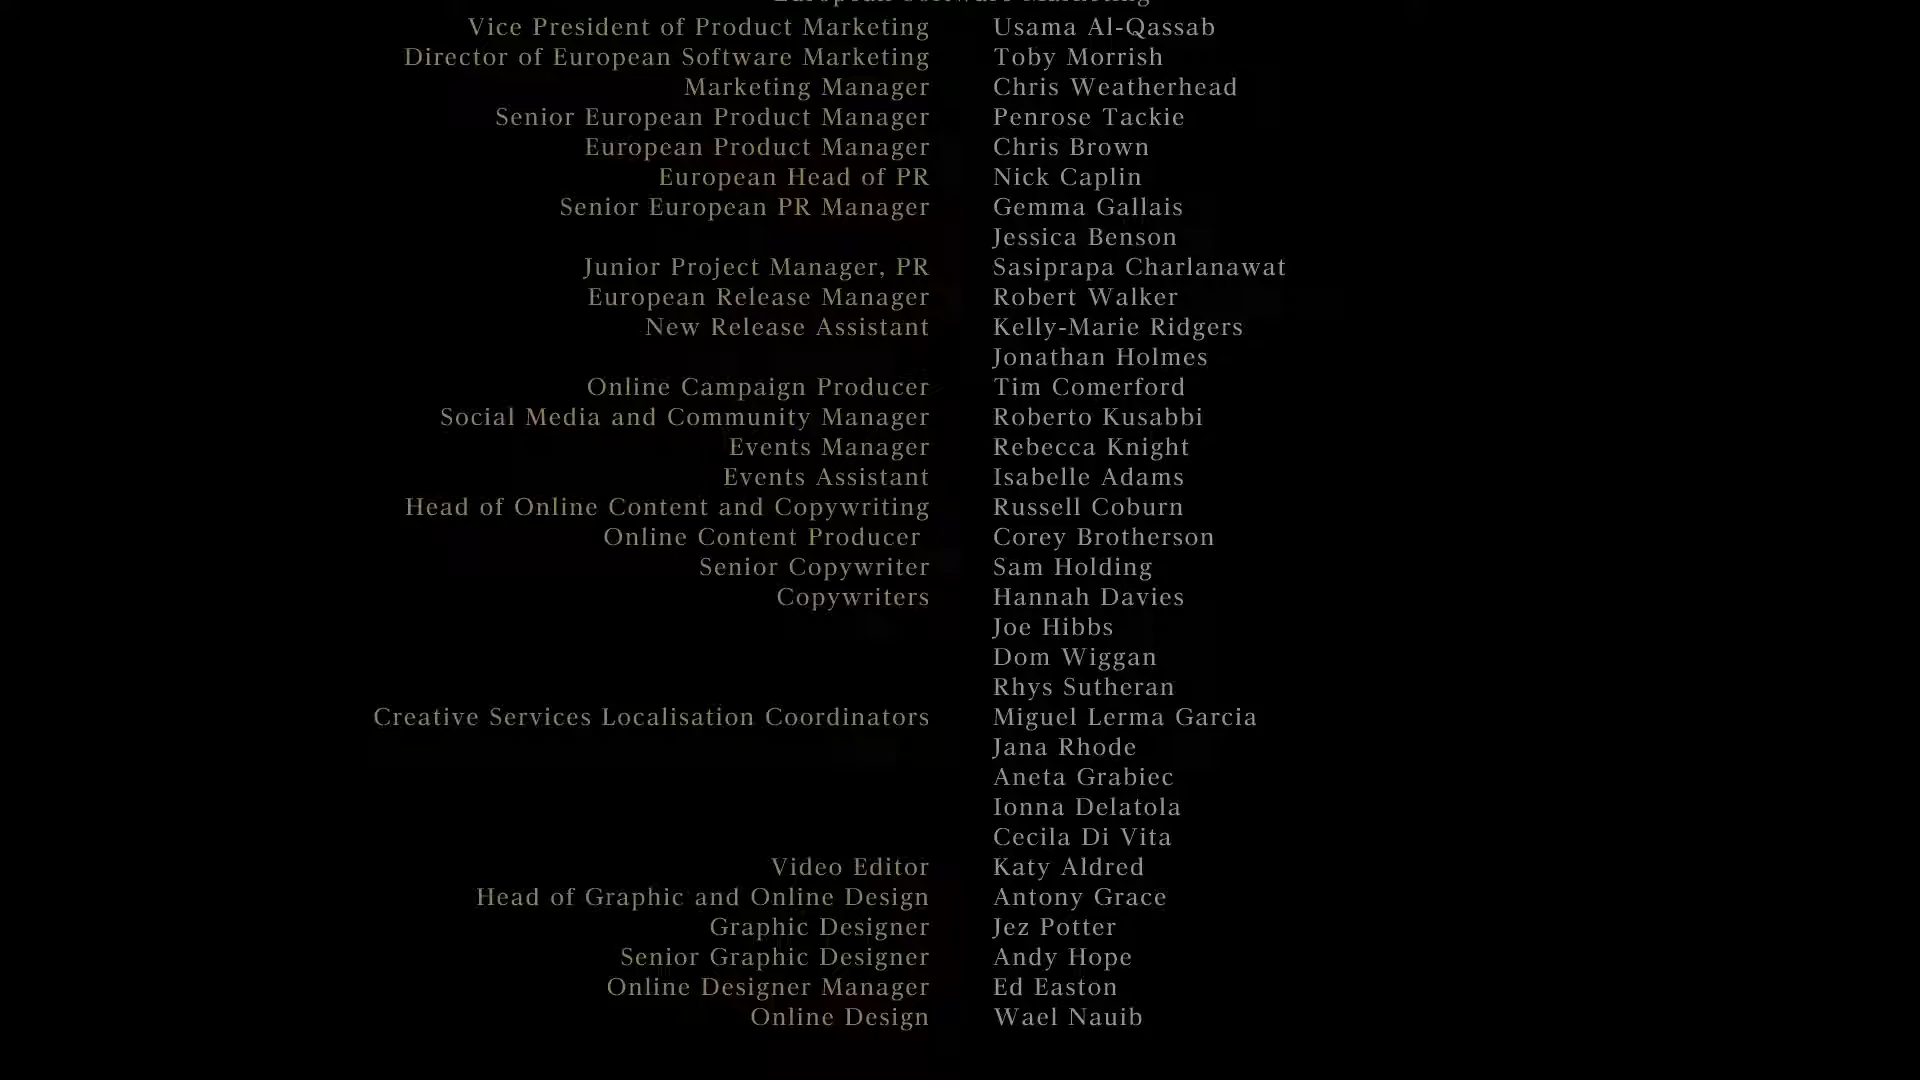 European Software Marketing
Vice President of Product Marketing Usama Al-Qassab
Director of European Software Marketing Toby Morrish
Marketing Manager Chris Weatherhead
Senior European Product Manager Penrose Tackie
European Product Manager Chris Brown
European Head of PR Nick Caplin
Senior European PR Manager Gemma Gallais
Jessica Benson
Junior Project Manager, PR Sasiprapa Charlanawat
European Release Manager Robert Walker
New Release Assistant Kelly-Marie Ridgers
Jonathan Holmes
Online Campaign Producer Tim Comerford
Social Media and Community Manager Roberto Kusabbi
Events Manager Rebecca Knight
Events Assistant Isabelle Adams
Head of Online Content and Copywriting Russell Coburn
Online Content Producer Corey Brotherson
Senior Copywriter Sam Holding
Copywriters Hannah Davies
Joe Hibbs
Dom Wiggan
Rhys Sutheran
Creative Services Localisation Coordinators Miguel Lerma Garcia
Jana Rhode
Aneta Grabiec
Ionna Delatola
Cecila Di Vita
Video Editor Katy Aldred
Head of Graphic and Online Design Antony Grace
Graphic Designer Jez Potter
Senior Graphic Designer Andy Hope
Online Designer Manager Ed Easton
Online Design Wael Nauib